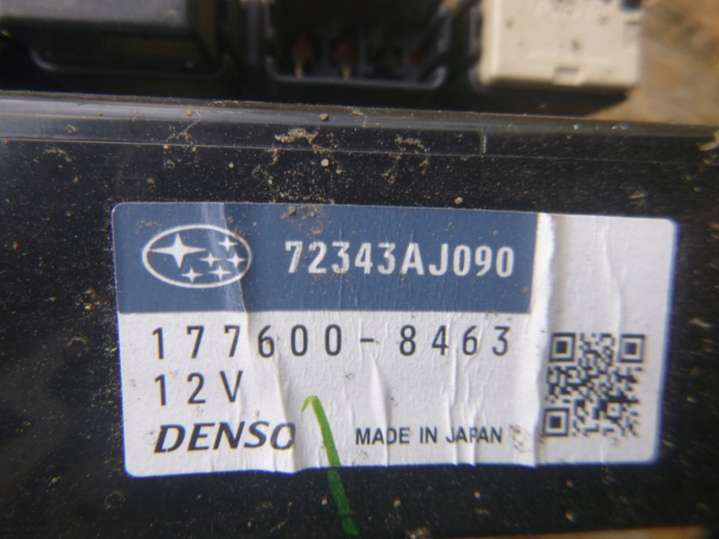 72343AJ090
177600-8463
12V
DENSO MADE IN JAPAN